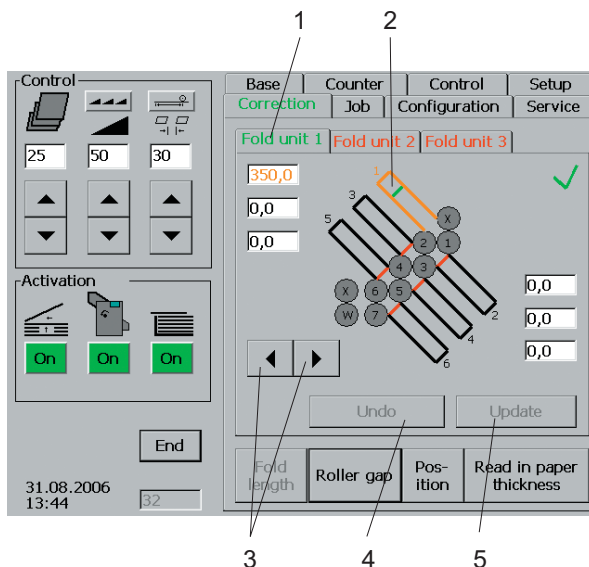 1 2
Control
25 50 30
Activation
On On On
End
31.08.2006
13:44
32
Base Counter Control Setup
Correction Job Configuration Service
Fold unit 1 Fold unit 2 Fold unit 3
350,0
0,0
0,0
1
3
5
X
2 1
4 3
X 6 5
W 7
2
4
6
0,0
0,0
0,0
Undo Update
Fold
length
Roller gap
Pos-
ition
Read in paper
thickness
3 4 5